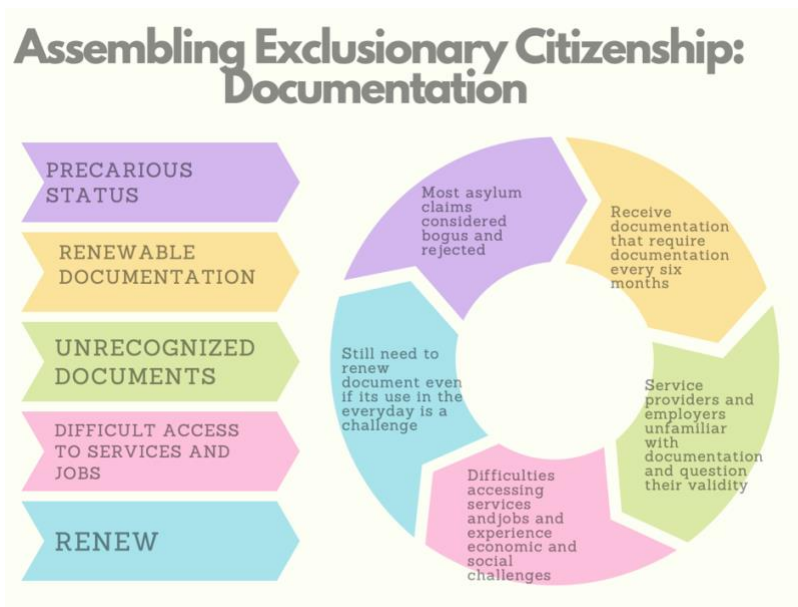 Assembling Exclusionary Citizenship:
Documentation
PRECARIOUS
STATUS
RENEWABLE
DOCUMENTATION
UNRECOGNIZED
DOCUMENTS
DIFFICULT ACCESS
TO SERVICES AND
JOBS
RENEW
Most asylum
claims
considered
bogus and
rejected
Receive
documentation
that require
documentation
every six
months
Service
providers and
employers
unfamiliar
with
documentation
and question
their validity
Difficulties
accessing
services
andjobs and
experience
economic and
social
challenges
Still need to
renew
document even
if its use in the
everyday is a
challenge